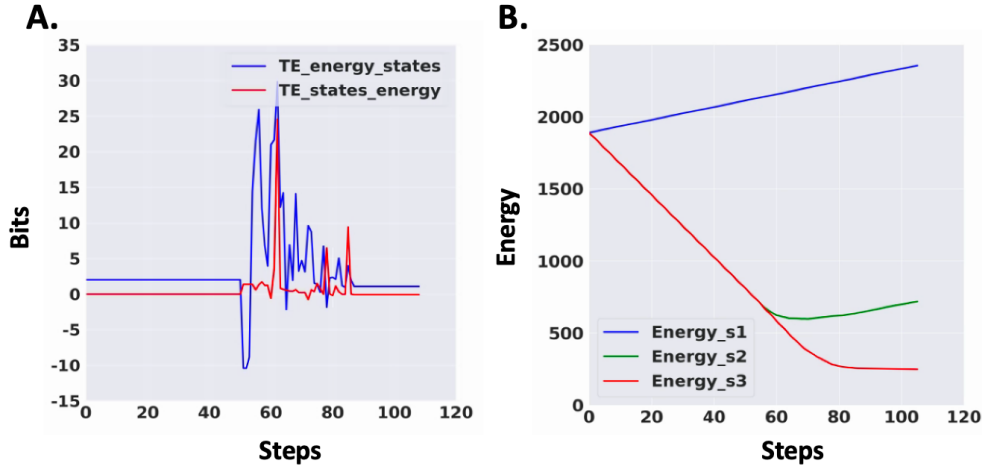 A.
35
30
25
20
15
10
5
0
-5
-10
-15
0 20 40 60 80 100 120
Bits
Steps
TE_energy_states
TE_states_energy
B.
2500
2000
1500
1000
500
0
0 20 40 60 80 100 120
Energy
Steps
Energy_s1
Energy_s2
Energy_s3